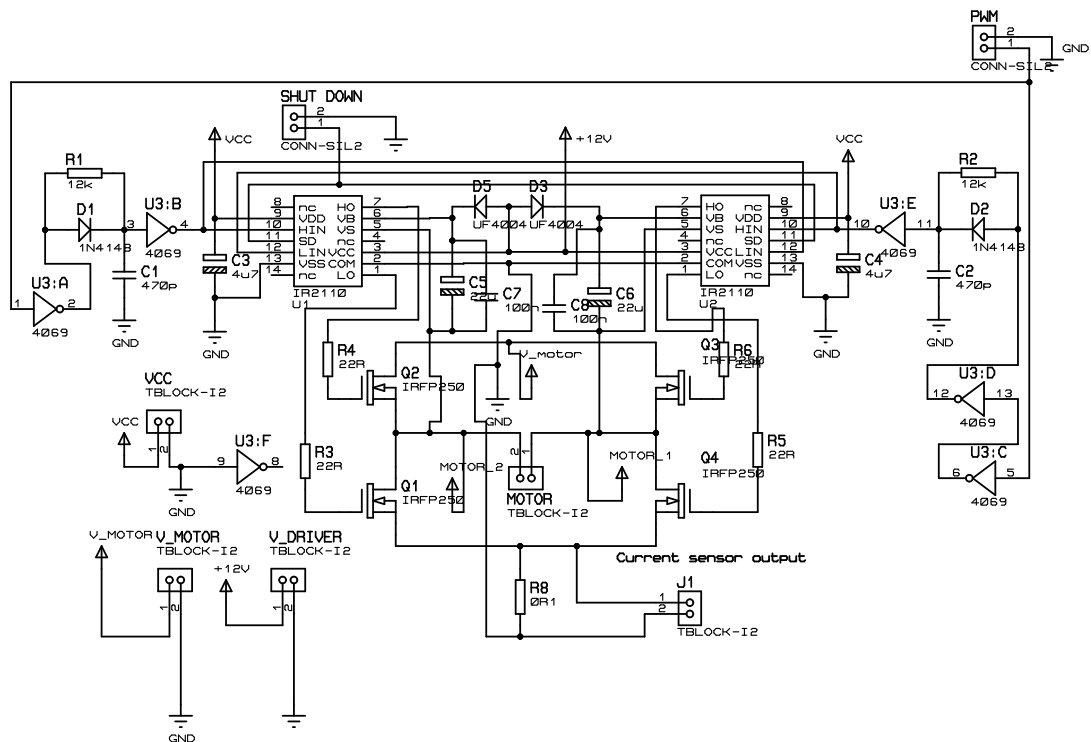 PWM
2
1
GND
CONN-SIL2
SHUT DOWN
2
1
CONN-SIL2
VCC
+12V
VCC
R1
12k
D1
1N4148
3
U3:B
4
4069
C1
470p
GND
1
U3:A
2
4069
C3
4u7
GND
8
9
10
11
12
13
14
nc
VDD
HIN
SD
LIN
VSS
nc
HO
VB
VS
nc
VCC
COM
LO
7
6
5
4
3
2
1
U1
IR2110
D5
UF4004
D3
UF4004
C5
22u
C7
100n
C8
100n
C6
22u
7
6
5
4
3
2
1
HO
VB
VS
nc
VCC
COM
LO
nc
VDD
HIN
SD
LIN
VSS
nc
8
9
10
11
12
13
14
U2
IR2110
C4
4u7
GND
U3:E
10
11
4069
R2
12k
D2
1N4148
C2
470p
GND
R4
22R
Q2
IRFP250
V_Motor
GND
Q3
IRFP250
R6
22R
U3:D
12
13
4069
U3:C
6
5
4069
VCC
TBLOCK-I2
VCC
1
2
GND
U3:F
9
8
4069
R3
22R
Q1
IRFP250
MOTOR_2
2
1
MOTOR
TBLOCK-I2
MOTOR_1
Q4
IRFP250
R5
22R
V_MOTOR
V_MOTOR
TBLOCK-I2
1
2
GND
V_DRIVER
TBLOCK-I2
+12V
1
2
GND
Current sensor output
R8
0R1
J1
1
2
TBLOCK-I2